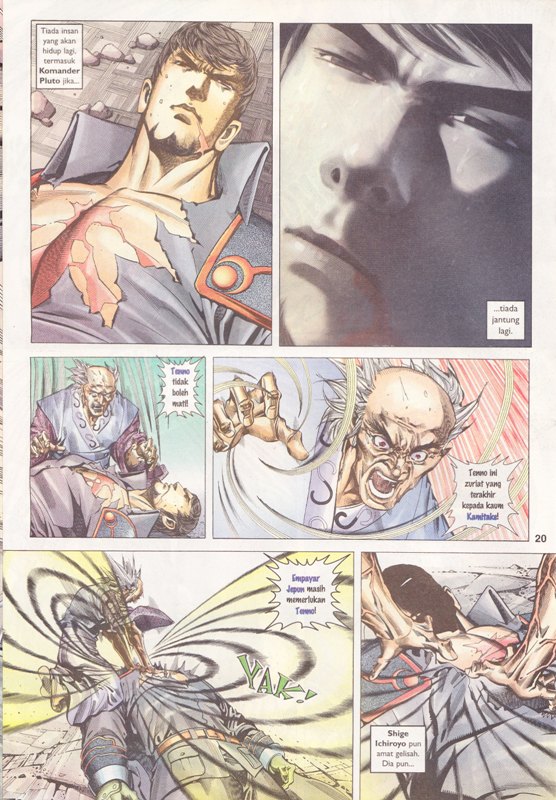 Tiada insan
yang akan
hidup lagi,
termasuk
Komander
Pluto jika...
...tiada
jantung
lagi.
Tenno
tidak
boleh
mati!
Tenno ini
zuriat yang
terakhir
kepada kaum
Kamitake!
20
Empayar
Jepun masih
memerlukan
Tenno!
YAK!
Shige
Ichiroyo pun
amat gelisah.
Dia pun...